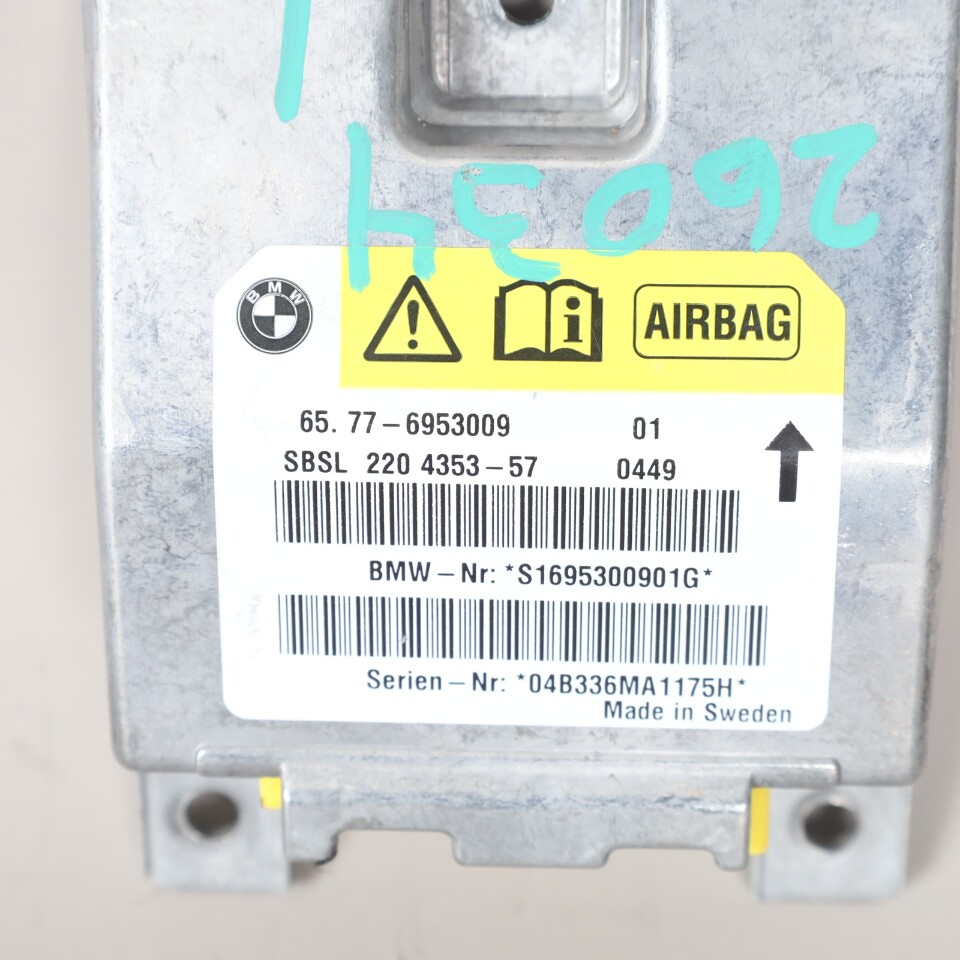 26034
BMW
AIRBAG
65. 77-6953009 01
SBSL 220 4353-57 0449
BMW-Nr: *S1695300901G*
Serien-Nr: *04B336MA1175H*
Made in Sweden